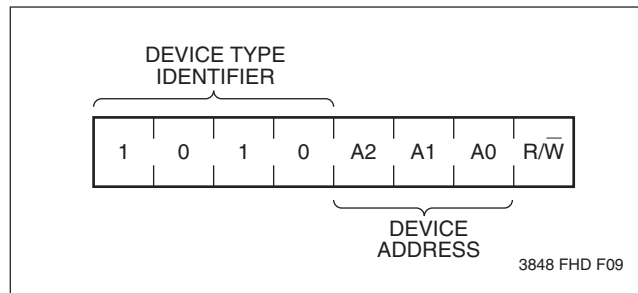 DEVICE TYPE
IDENTIFIER
1 0 1 0 A2 A1 A0 R/W̅
DEVICE
ADDRESS
3848 FHD F09